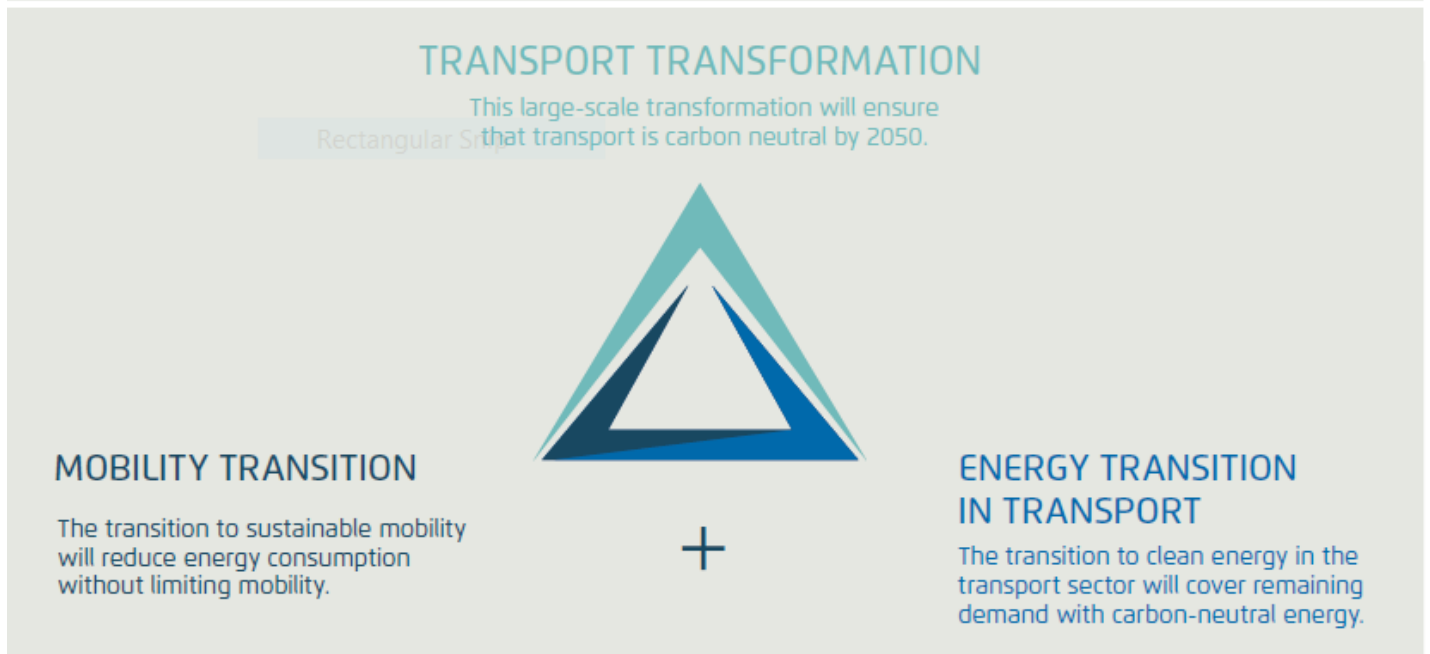 TRANSPORT TRANSFORMATION
This large-scale transformation will ensure
that transport is carbon neutral by 2050.
Rectangular Snip
MOBILITY TRANSITION
The transition to sustainable mobility
will reduce energy consumption
without limiting mobility.
+
ENERGY TRANSITION
IN TRANSPORT
The transition to clean energy in the
transport sector will cover remaining
demand with carbon-neutral energy.